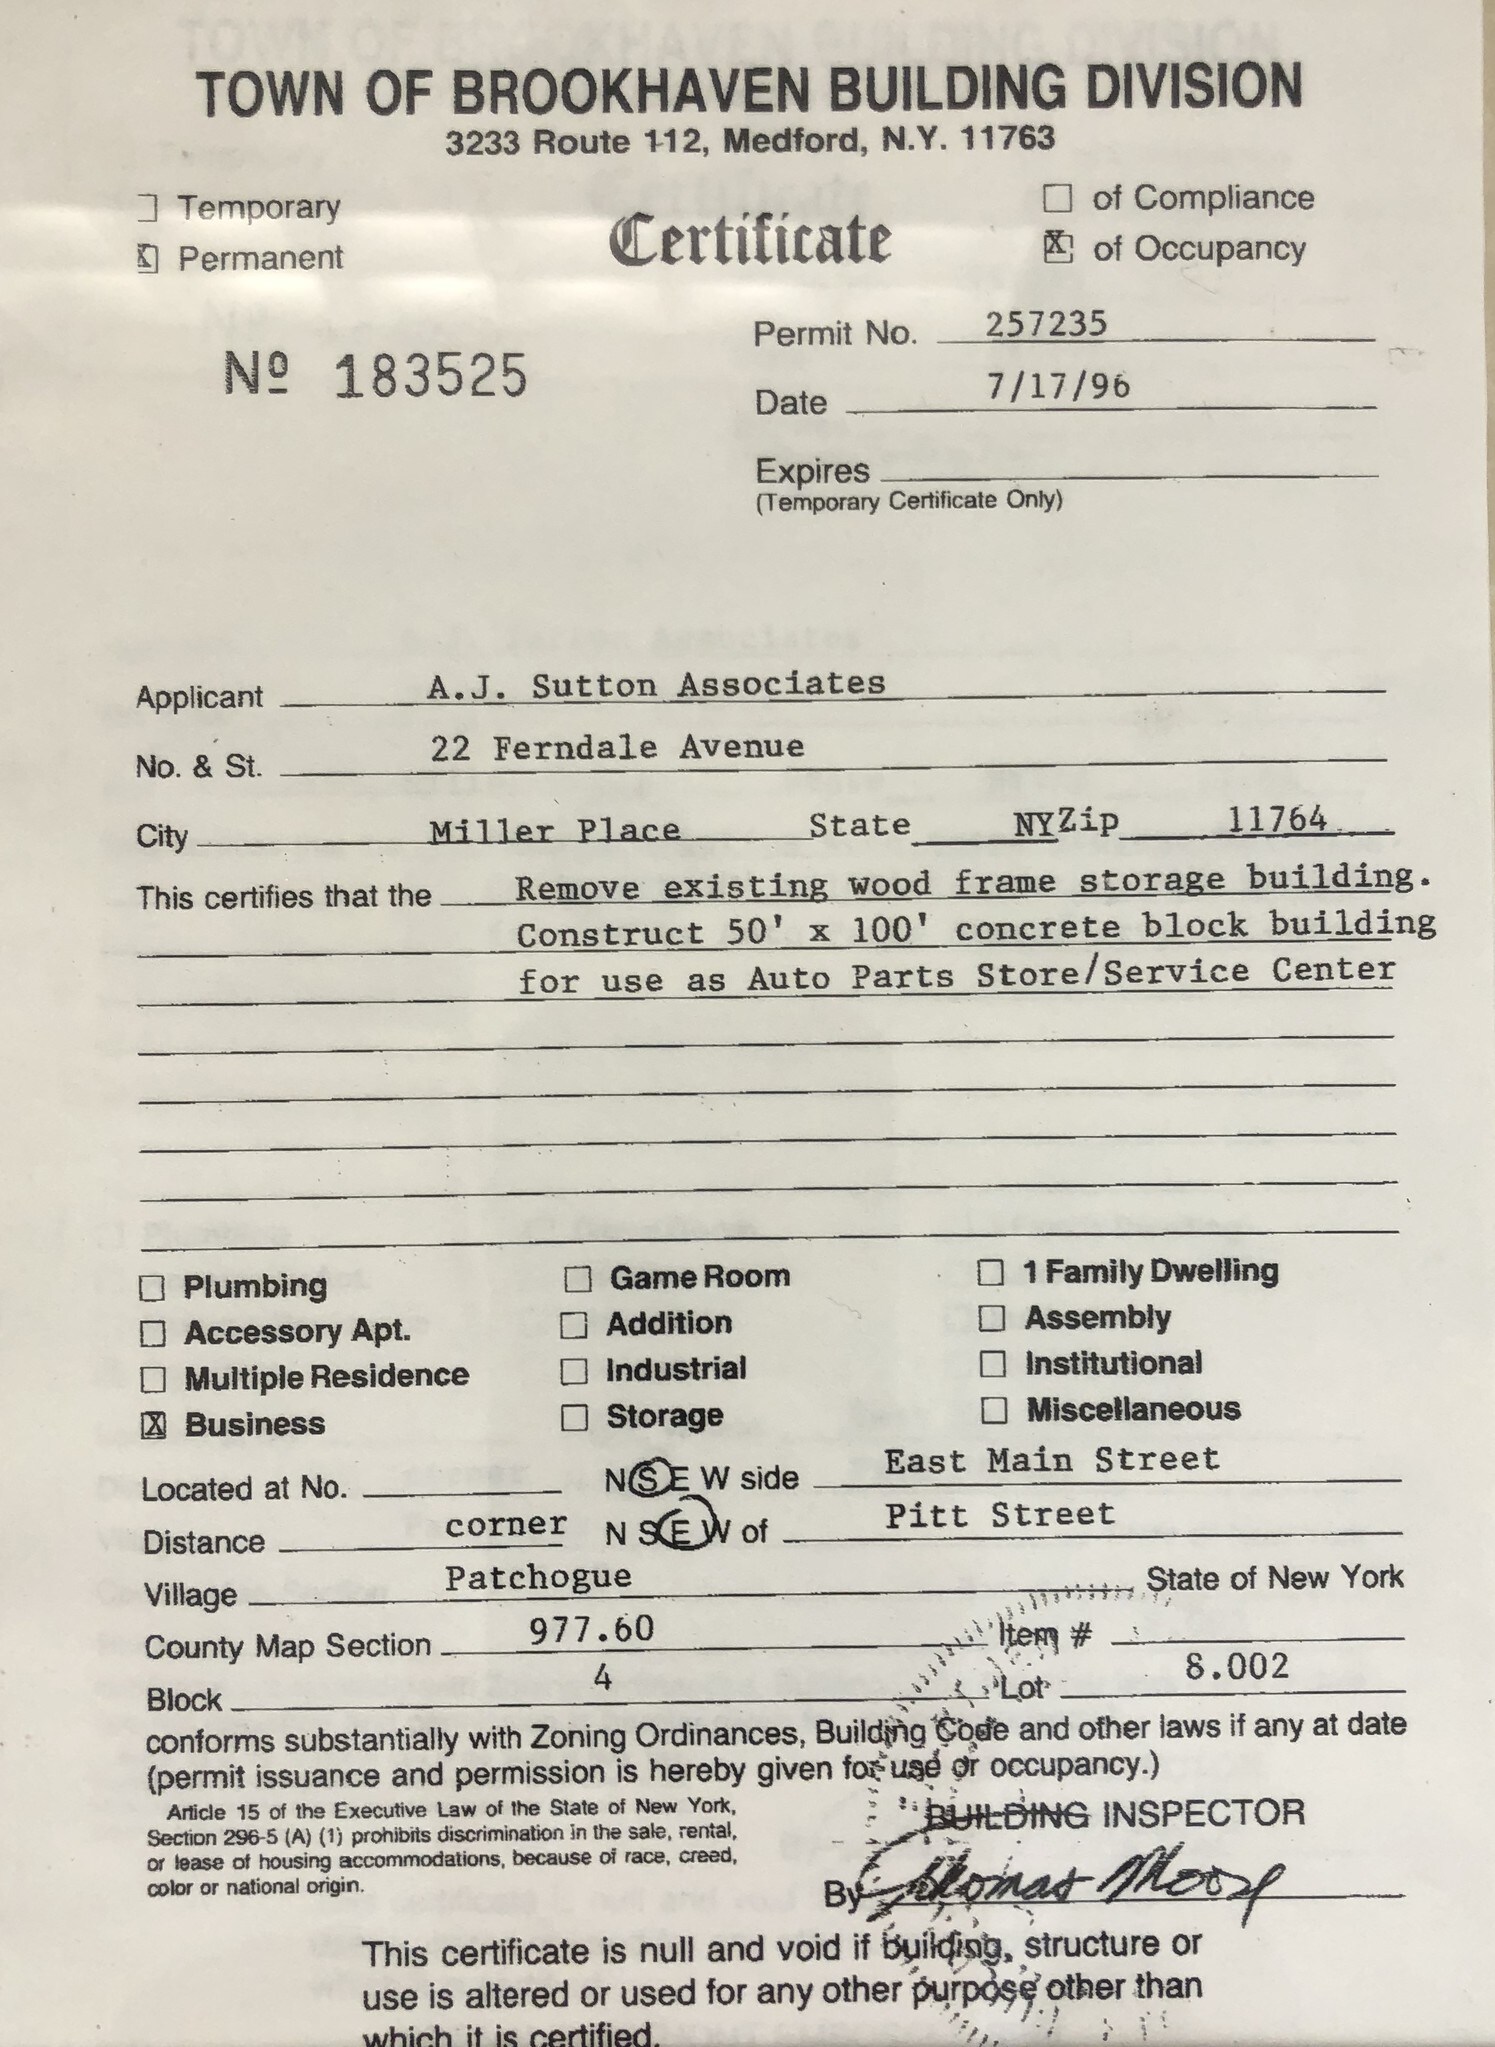 TOWN OF BROOKHAVEN BUILDING DIVISION
3233 Route 112, Medford, N.Y. 11763
☐ Temporary
☒ Permanent
Certificate
☐ of Compliance
☒ of Occupancy
Nº 183525
Permit No. 257235
Date 7/17/96
Expires
(Temporary Certificate Only)
Applicant A.J. Sutton Associates
No. & St. 22 Ferndale Avenue
City Miller Place State NY Zip 11764
This certifies that the Remove existing wood frame storage building.
Construct 50' x 100' concrete block building
for use as Auto Parts Store/Service Center
☐ Plumbing ☐ Game Room ☐ 1 Family Dwelling
☐ Accessory Apt. ☐ Addition ☐ Assembly
☐ Multiple Residence ☐ Industrial ☐ Institutional
☒ Business ☐ Storage ☐ Miscellaneous
Located at No. N S E W side East Main Street
Distance corner N S E W of Pitt Street
Village Patchogue State of New York
County Map Section 977.60 Item #
Block 4 Lot 8.002
conforms substantially with Zoning Ordinances, Building Code and other laws if any at date
(permit issuance and permission is hereby given for use or occupancy.)
Article 15 of the Executive Law of the State of New York,
Section 296-5 (A) (1) prohibits discrimination in the sale, rental,
or lease of housing accommodations, because of race, creed,
color or national origin.
BUILDING INSPECTOR
By Thomas Moore
This certificate is null and void if building, structure or
use is altered or used for any other purpose other than
which it is certified.